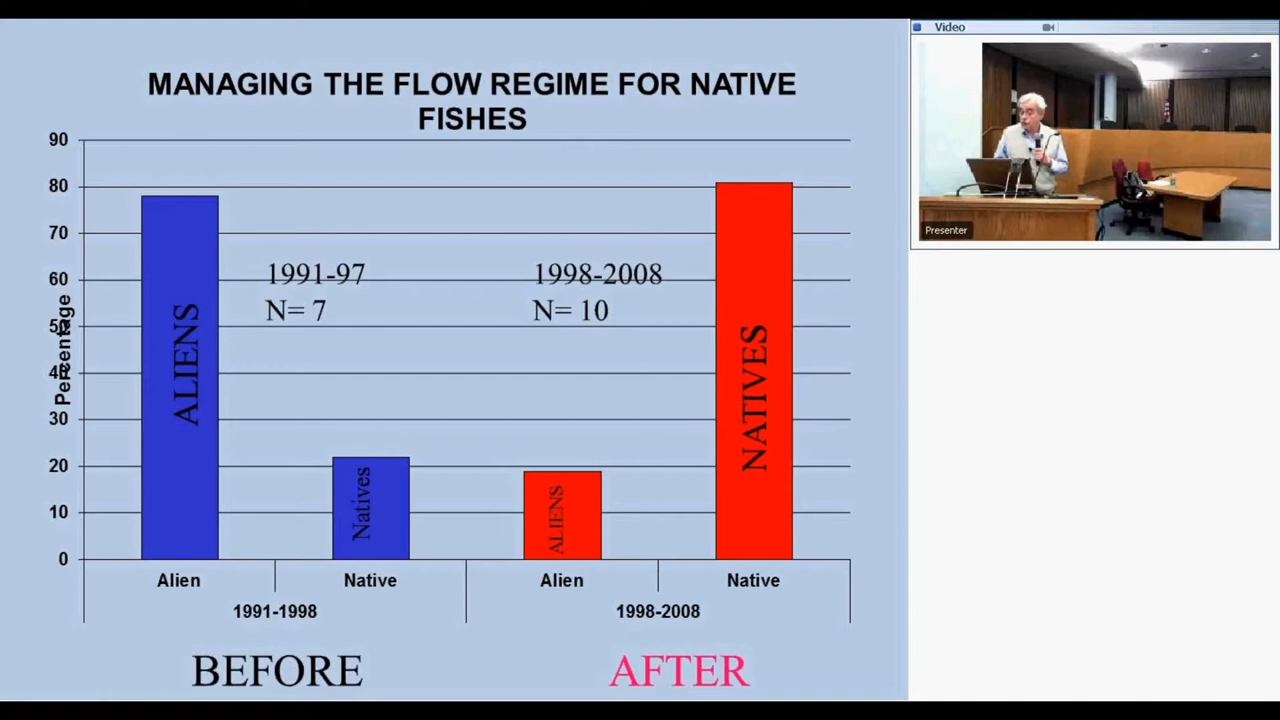 MANAGING THE FLOW REGIME FOR NATIVE
FISHES
90
80
70
60
50
40
30
20
10
0
Percentage
1991-97
N= 7
1998-2008
N= 10
ALIENS
Natives
ALIENS
NATIVES
Alien
Native
Alien
Native
1991-1998
1998-2008
BEFORE
AFTER
Video
Presenter